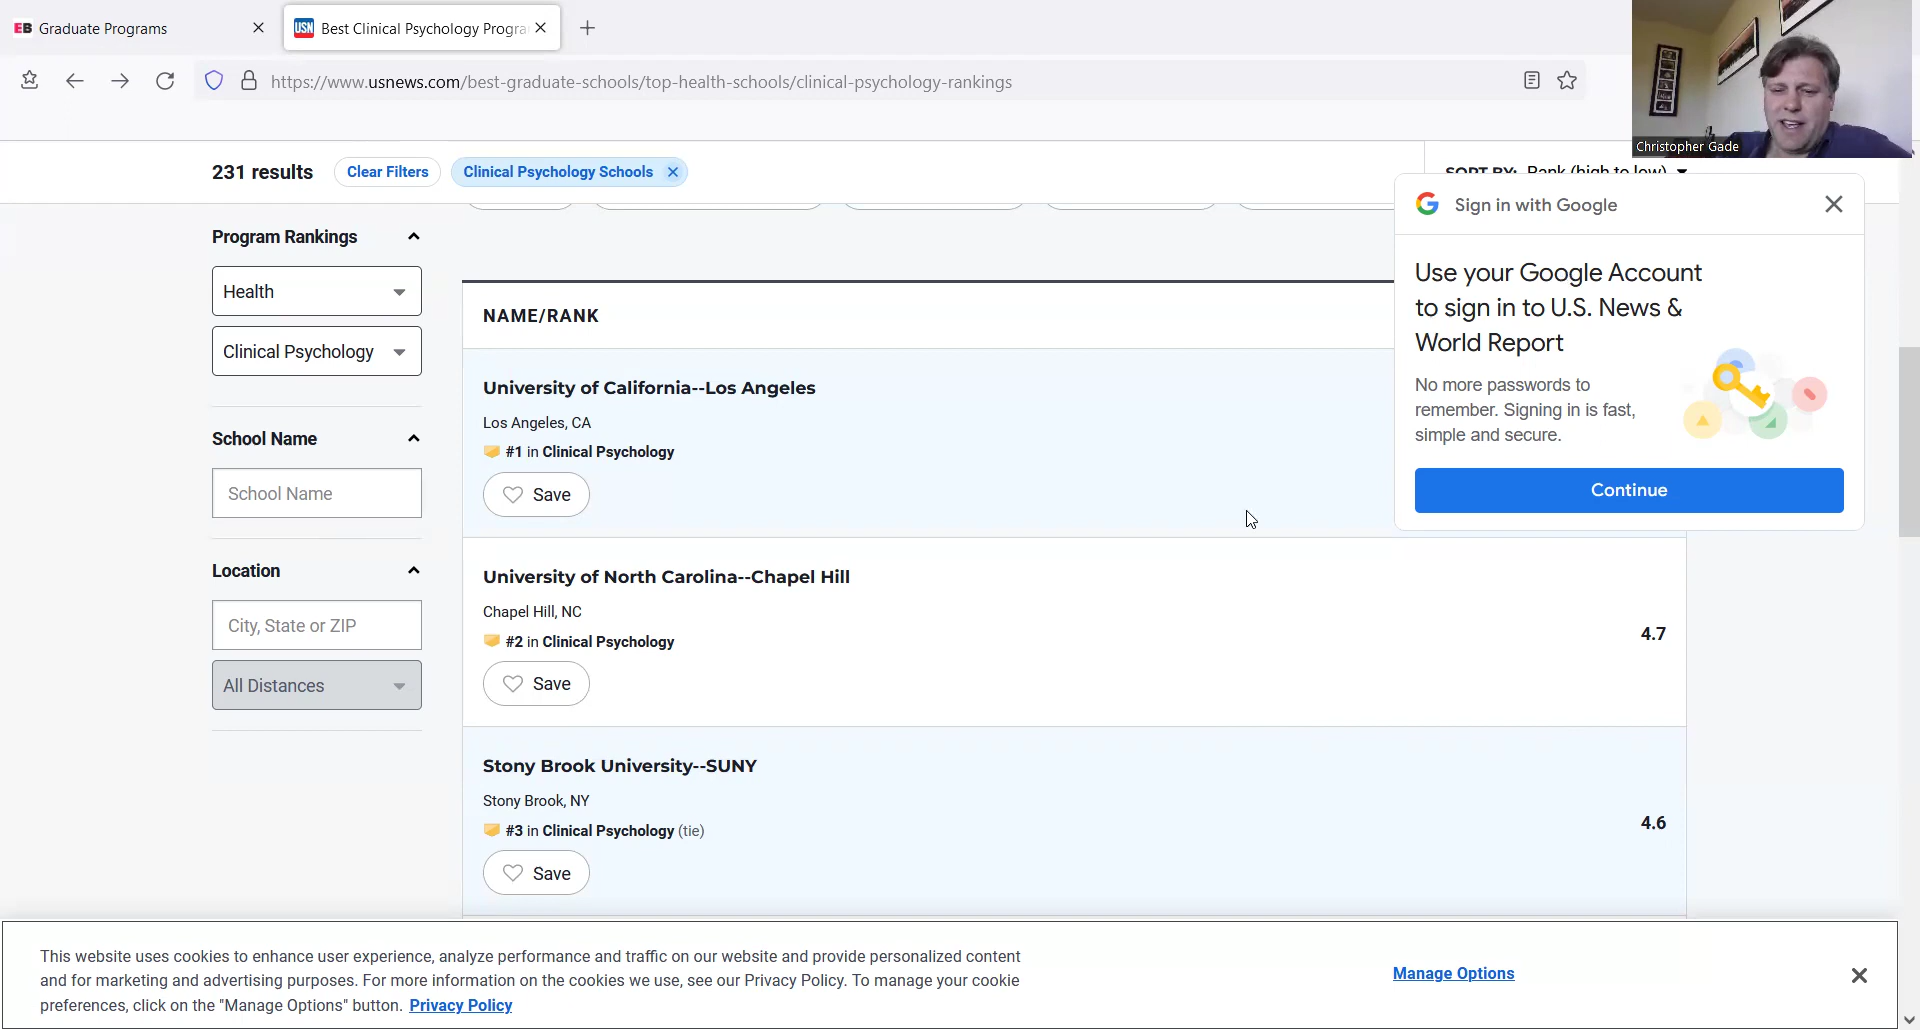 EB Graduate Programs
USN Best Clinical Psychology Progra
https://www.usnews.com/best-graduate-schools/top-health-schools/clinical-psychology-rankings
Christopher Gade
231 results
Clear Filters
Clinical Psychology Schools
SORT BY: Rank (high to low)
Program Rankings
Health
Clinical Psychology
School Name
School Name
Location
City, State or ZIP
All Distances
NAME/RANK
University of California--Los Angeles
Los Angeles, CA
#1 in Clinical Psychology
Save
University of North Carolina--Chapel Hill
Chapel Hill, NC
#2 in Clinical Psychology
4.7
Save
Stony Brook University--SUNY
Stony Brook, NY
#3 in Clinical Psychology (tie)
4.6
Save
Sign in with Google
Use your Google Account
to sign in to U.S. News &
World Report
No more passwords to
remember. Signing in is fast,
simple and secure.
Continue
This website uses cookies to enhance user experience, analyze performance and traffic on our website and provide personalized content
and for marketing and advertising purposes. For more information on the cookies we use, see our Privacy Policy. To manage your cookie
preferences, click on the "Manage Options" button. Privacy Policy
Manage Options